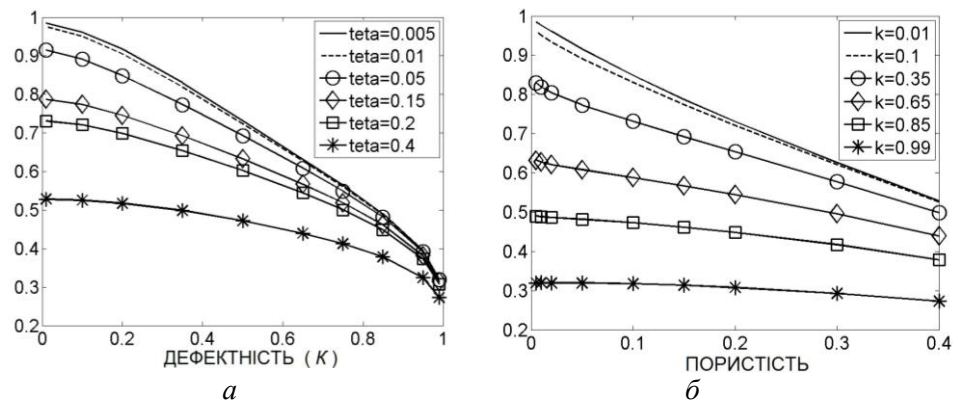 1
0.9
0.8
0.7
0.6
0.5
0.4
0.3
0.2
0 0.2 0.4 0.6 0.8 1
teta=0.005
teta=0.01
teta=0.05
teta=0.15
teta=0.2
teta=0.4
ДЕФЕКТНІСТЬ ( K )
а
1
0.9
0.8
0.7
0.6
0.5
0.4
0.3
0.2
0 0.1 0.2 0.3 0.4
k=0.01
k=0.1
k=0.35
k=0.65
k=0.85
k=0.99
ПОРИСТІСТЬ
б